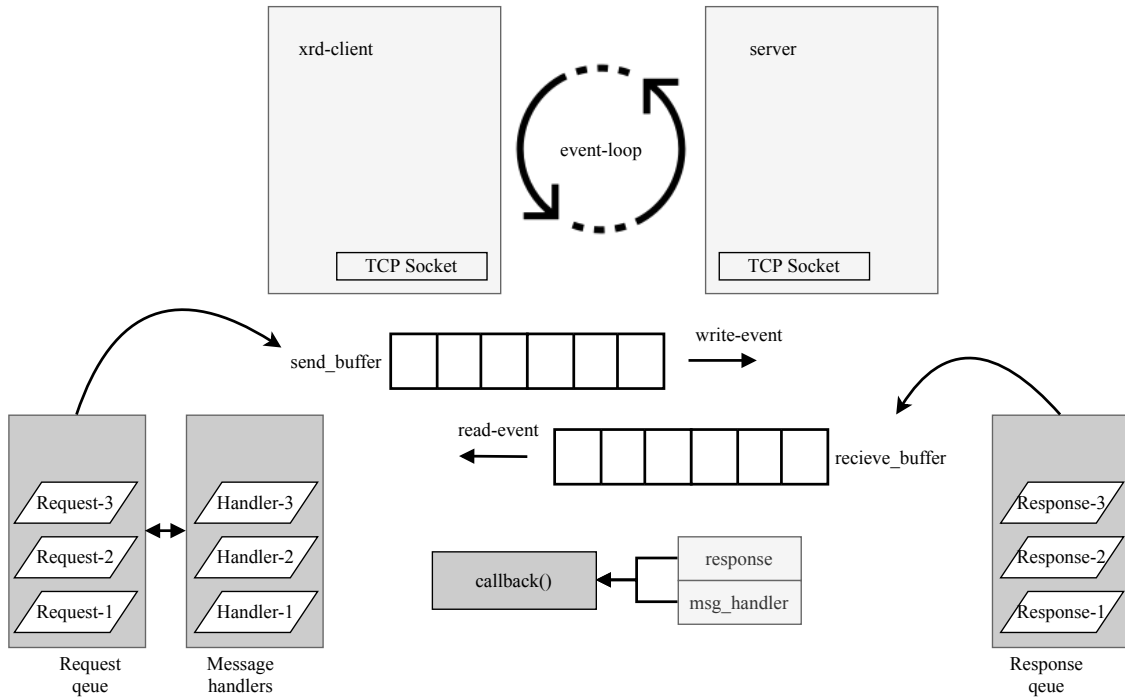 xrd-client
server
event-loop
TCP Socket
TCP Socket
write-event
send_buffer
read-event
recieve_buffer
Request-3
Handler-3
Response-3
Request-2
Handler-2
Response-2
callback()
response
msg_handler
Request-1
Handler-1
Response-1
Request
qeue
Message
handlers
Response
qeue